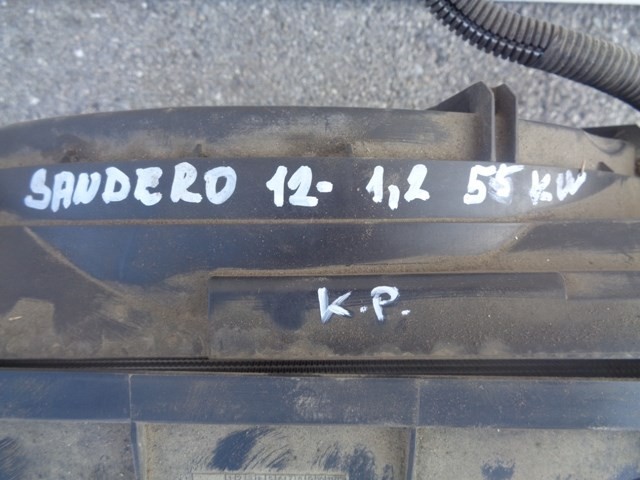 SANDERO 12- 1,2 55 KW
K.P.